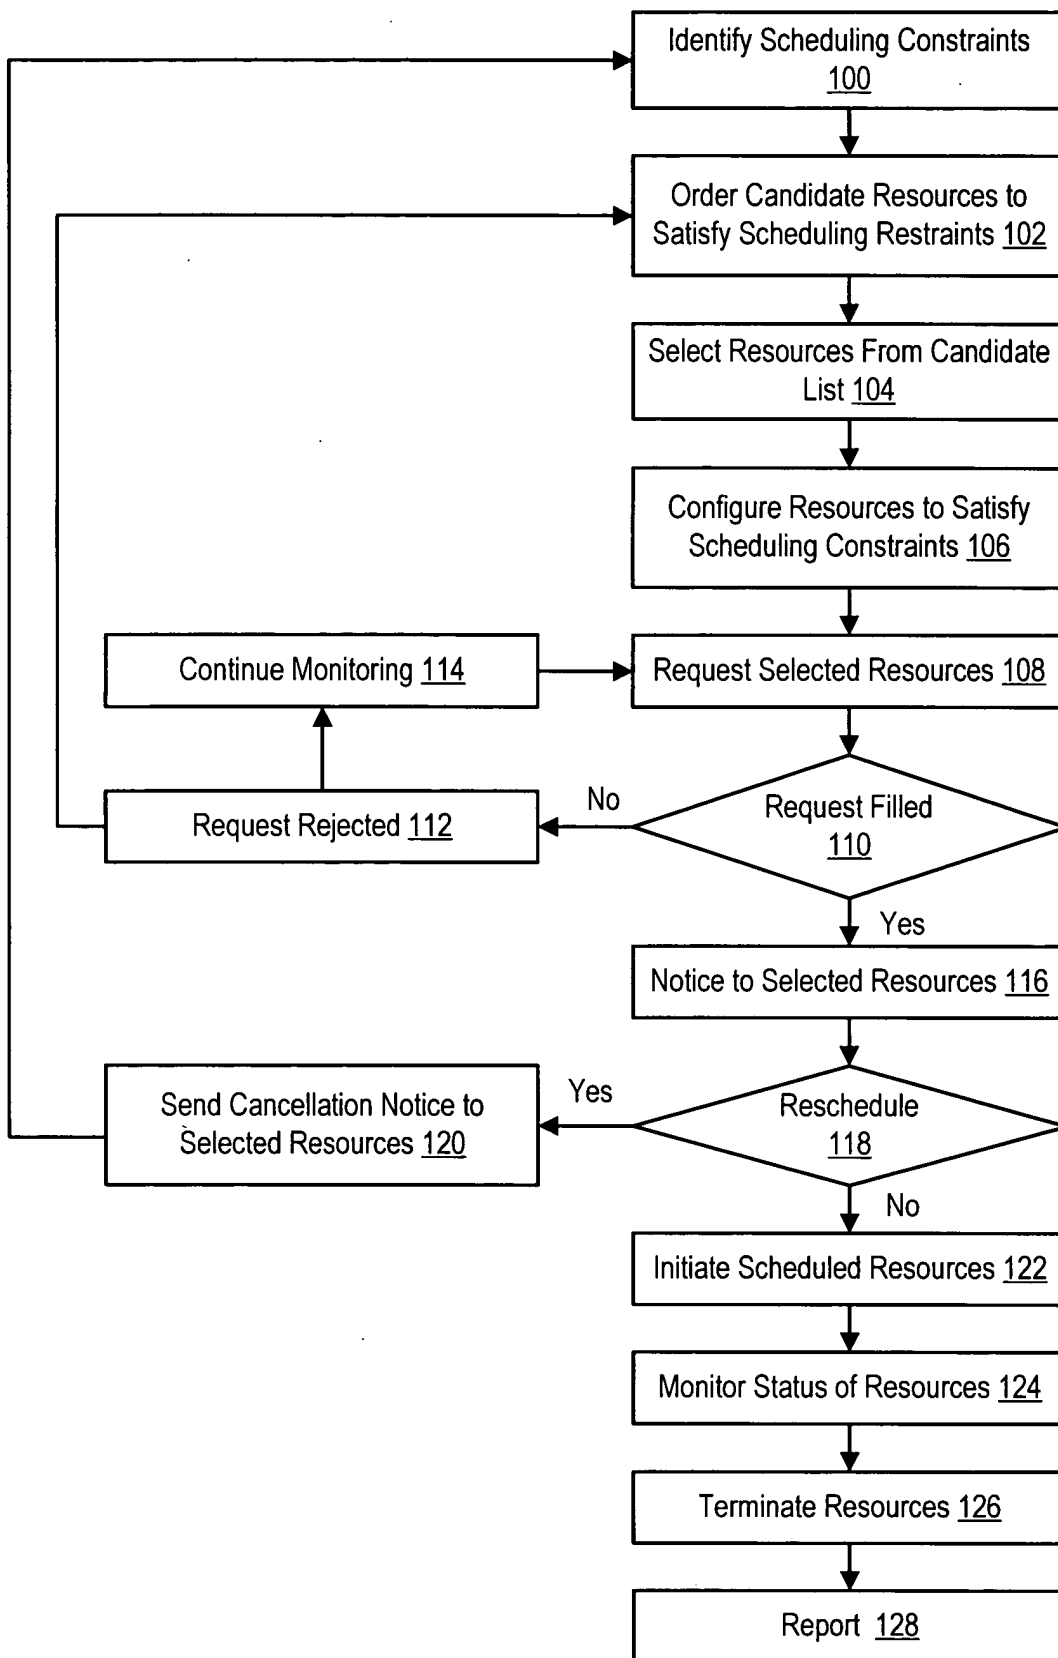 Identify Scheduling Constraints
100
Order Candidate Resources to
Satisfy Scheduling Restraints 102
Select Resources From Candidate
List 104
Configure Resources to Satisfy
Scheduling Constraints 106
Continue Monitoring 114
Request Selected Resources 108
Request Rejected 112
No
Request Filled
110
Yes
Notice to Selected Resources 116
Send Cancellation Notice to
Selected Resources 120
Yes
Reschedule
118
No
Initiate Scheduled Resources 122
Monitor Status of Resources 124
Terminate Resources 126
Report 128